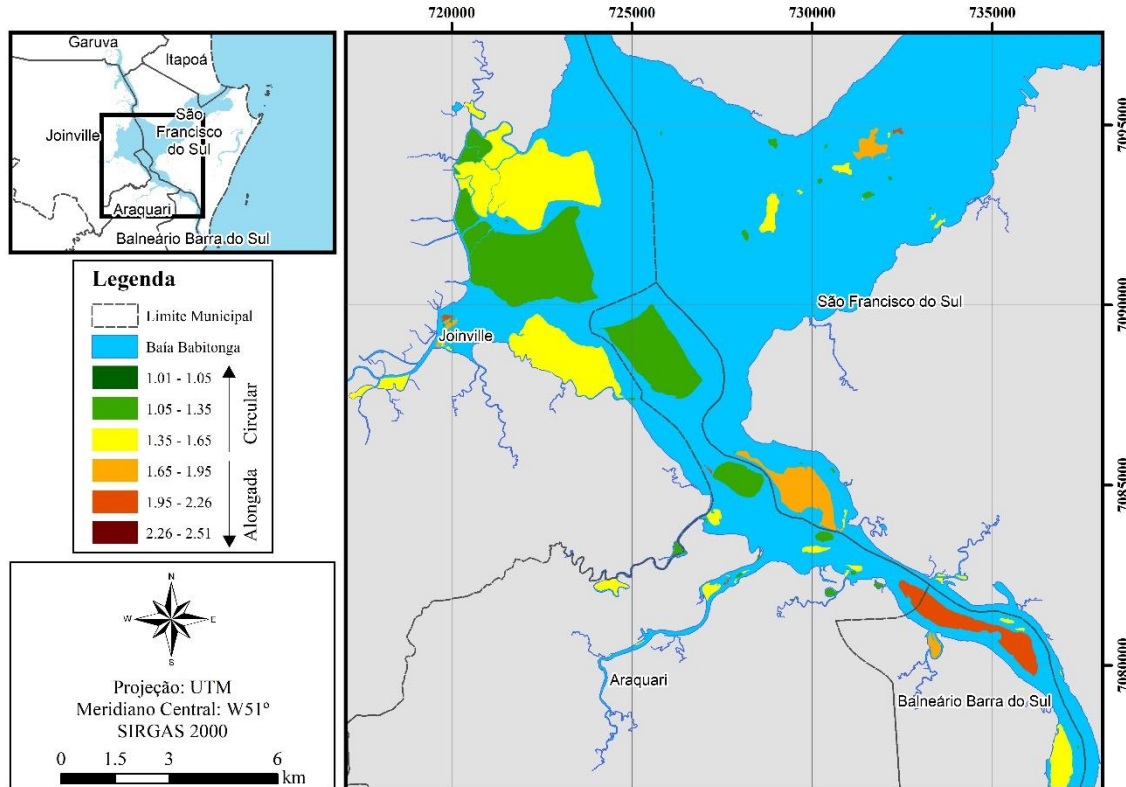 720000 725000 730000 735000
Garuva
Itapoá
São
Francisco
do Sul
Joinville
Araquari
Balneário Barra do Sul
Legenda
Limite Municipal
Baía Babitonga
1.01 - 1.05
1.05 - 1.35
1.35 - 1.65
1.65 - 1.95
1.95 - 2.26
2.26 - 2.51
Circular
Alongada
N
W E
S
Projeção: UTM
Meridiano Central: W51º
SIRGAS 2000
0 1.5 3 6
km
7095000
São Francisco do Sul
7090000
Joinville
7085000
Araquari
7080000
Balneário Barra do Sul